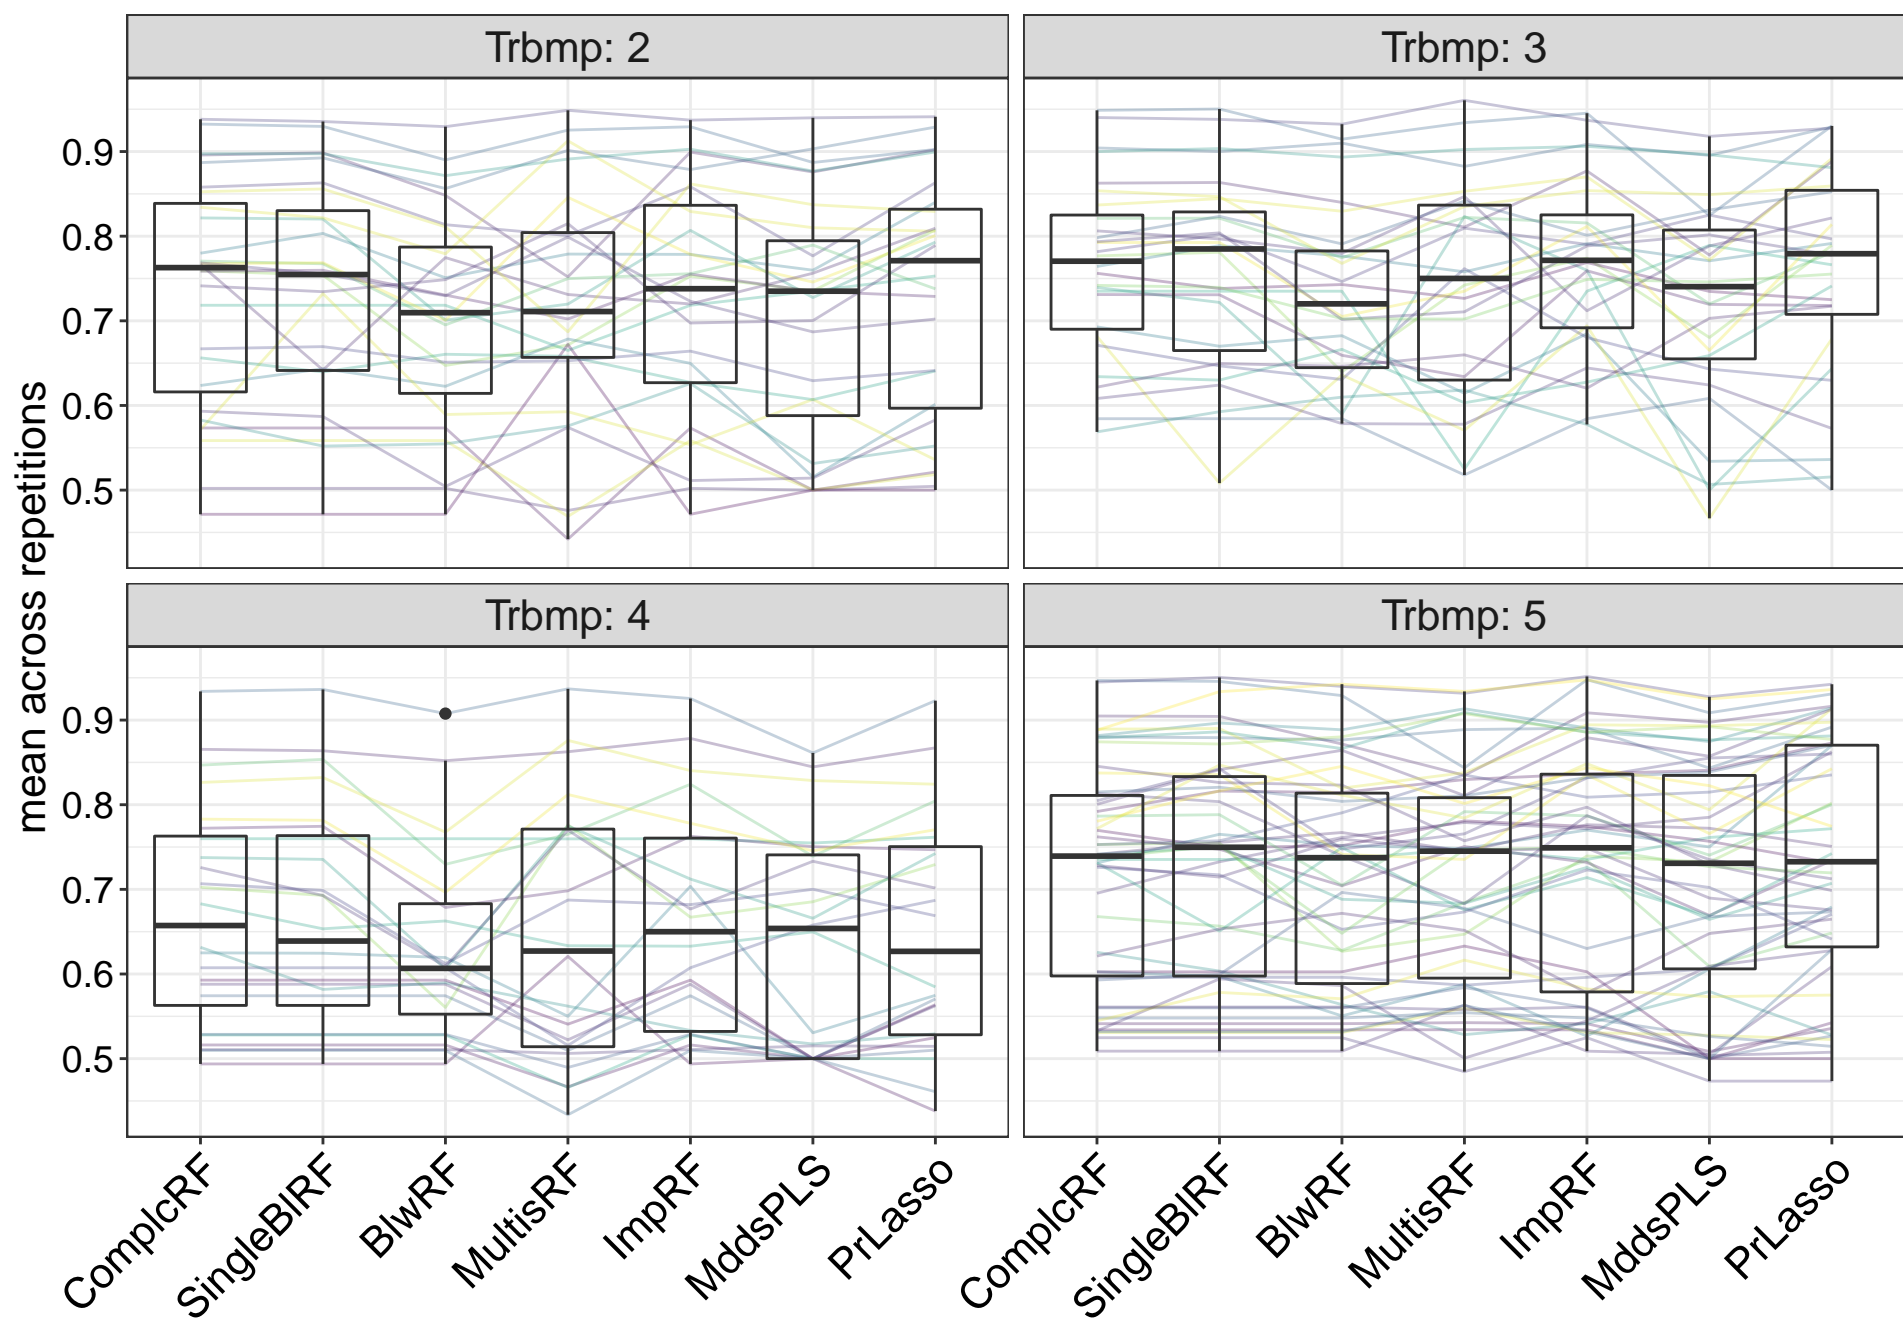 Trbmp: 2
Trbmp: 3
0.9
0.8
0.7
0.6
0.5
mean across repetitions
Trbmp: 4
Trbmp: 5
0.9
0.8
0.7
0.6
0.5
ComplcRF
SingleBlRF
BlwRF
MultisRF
ImpRF
MddsPLS
PrLasso
ComplcRF
SingleBlRF
BlwRF
MultisRF
ImpRF
MddsPLS
PrLasso